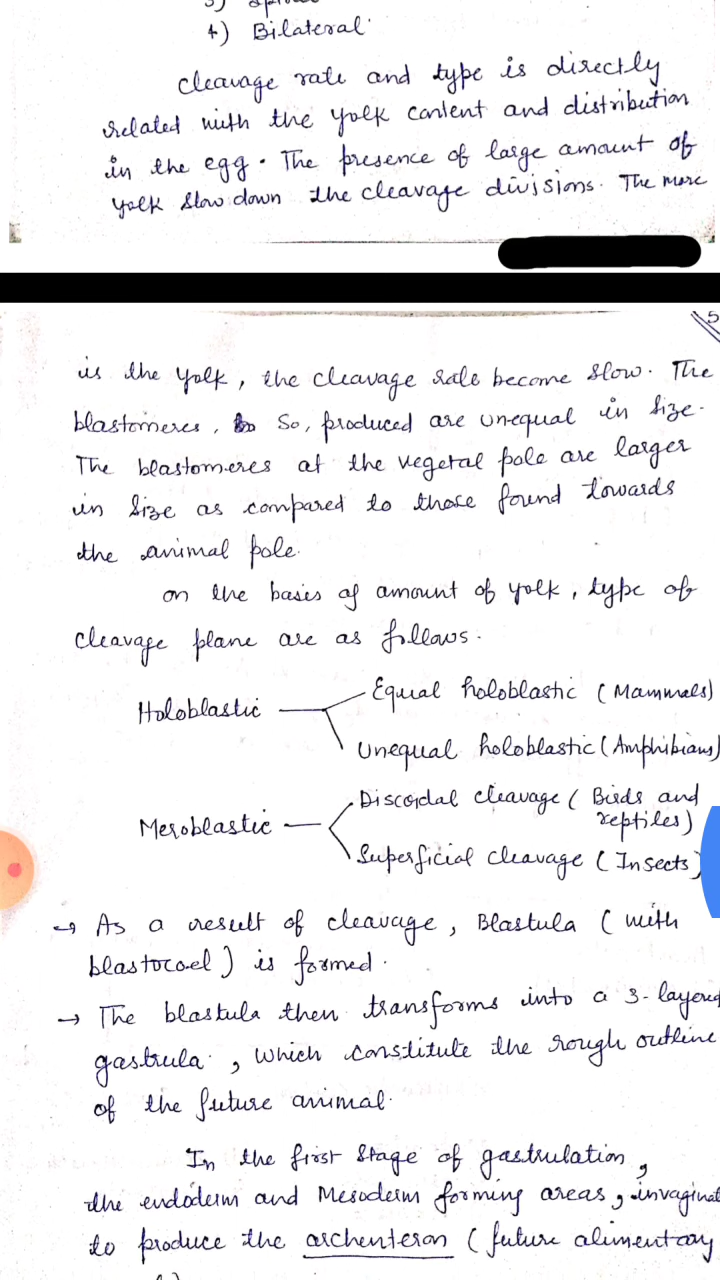 3) Spiral
4) Bilateral
cleavage rate and type is directly
related with the yolk content and distribution
in the egg. The presence of large amount of
yolk slow down the cleavage divisions. The more
5
is the yolk, the cleavage rate become slow. The
blastomeres, So, produced are unequal in size.
The blastomeres at the vegetal pole are larger
in size as compared to those found towards
the animal pole.
on the basis of amount of yolk, type of
cleavage plane are as follows.
Equal holoblastic (Mammals)
Holoblastic
Unequal holoblastic (Amphibians)
Discoidal cleavage (Birds and
reptiles)
Meroblastic
Superficial cleavage (Insects)
→ As a result of cleavage, Blastula (with
blastocoel) is formed.
→ The blastula then transforms into a 3-layered
gastrula, which constitute the rough outline
of the future animal.
In the first stage of gastrulation,
the endoderm and Mesoderm forming areas, invaginat
to produce the archenteron (future alimentary